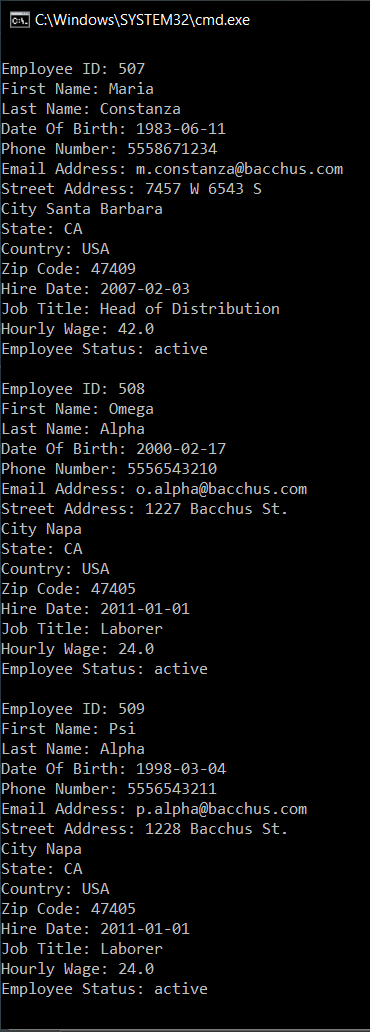 C:\Windows\SYSTEM32\cmd.exe
Employee ID: 507
First Name: Maria
Last Name: Constanza
Date Of Birth: 1983-06-11
Phone Number: 5558671234
Email Address: m.constanza@bacchus.com
Street Address: 7457 W 6543 S
City Santa Barbara
State: CA
Country: USA
Zip Code: 47409
Hire Date: 2007-02-03
Job Title: Head of Distribution
Hourly Wage: 42.0
Employee Status: active
Employee ID: 508
First Name: Omega
Last Name: Alpha
Date Of Birth: 2000-02-17
Phone Number: 5556543210
Email Address: o.alpha@bacchus.com
Street Address: 1227 Bacchus St.
City Napa
State: CA
Country: USA
Zip Code: 47405
Hire Date: 2011-01-01
Job Title: Laborer
Hourly Wage: 24.0
Employee Status: active
Employee ID: 509
First Name: Psi
Last Name: Alpha
Date Of Birth: 1998-03-04
Phone Number: 5556543211
Email Address: p.alpha@bacchus.com
Street Address: 1228 Bacchus St.
City Napa
State: CA
Country: USA
Zip Code: 47405
Hire Date: 2011-01-01
Job Title: Laborer
Hourly Wage: 24.0
Employee Status: active